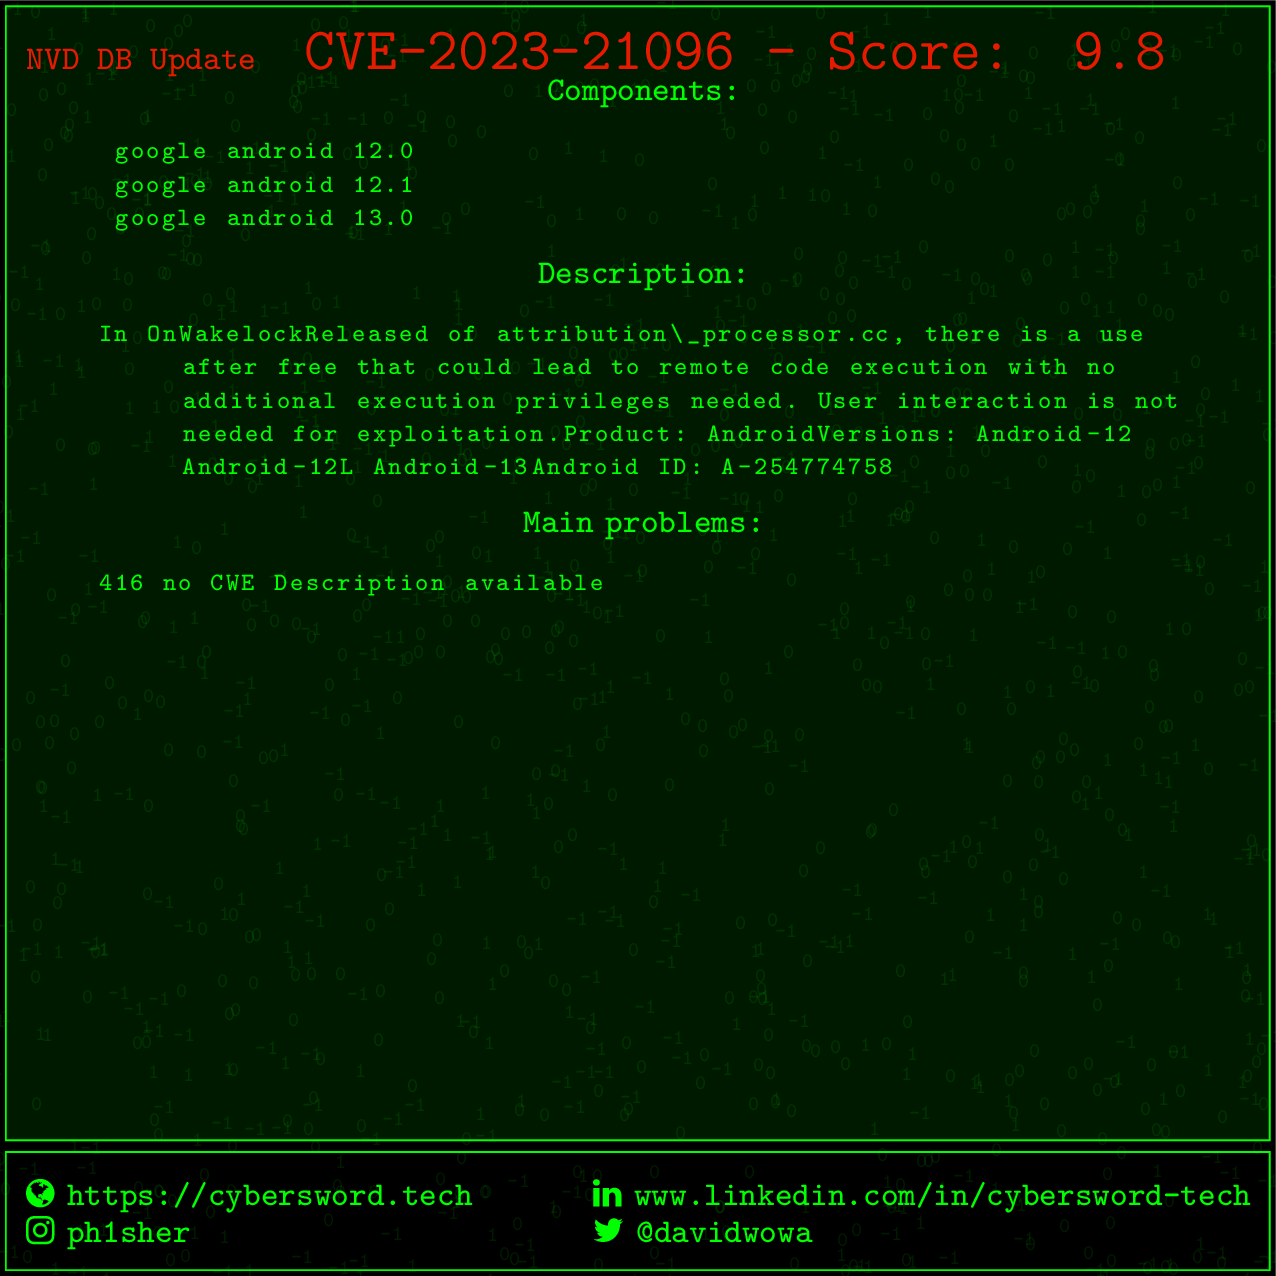 NVD DB Update CVE-2023-21096 - Score: 9.8
Components:
google android 12.0
google android 12.1
google android 13.0
Description:
In OnWakelockReleased of attribution\_processor.cc, there is a use
after free that could lead to remote code execution with no
additional execution privileges needed. User interaction is not
needed for exploitation.Product: AndroidVersions: Android-12
Android-12L Android-13Android ID: A-254774758
Main problems:
416 no CWE Description available
https://cybersword.tech
www.linkedin.com/in/cybersword-tech
ph1sher
@davidwowa